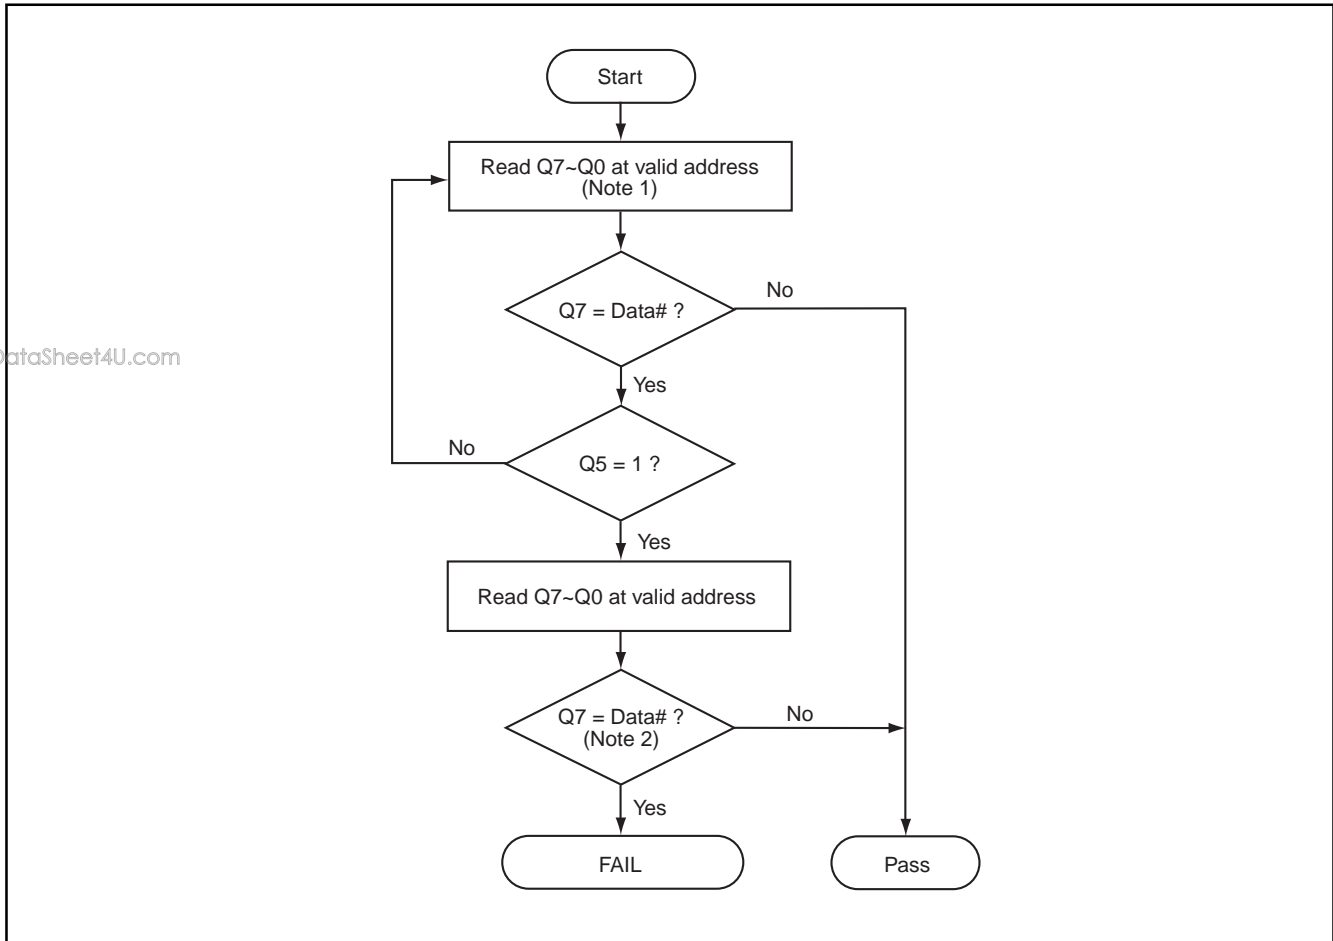 Start
Read Q7~Q0 at valid address
(Note 1)
Q7 = Data# ?
No
Yes
Q5 = 1 ?
No
Yes
Read Q7~Q0 at valid address
Q7 = Data# ?
(Note 2)
No
Yes
FAIL
Pass
ataSheet4U.com